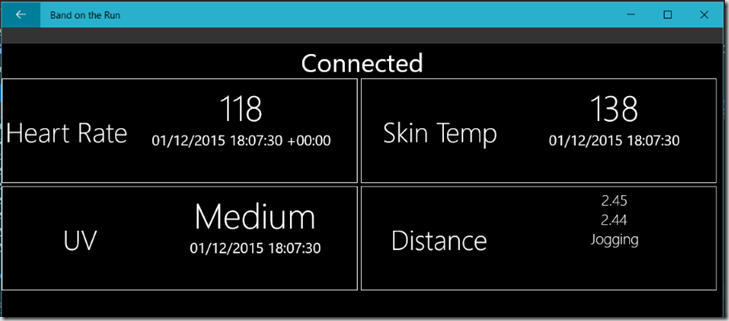 Band on the Run
Connected
Heart Rate
118
01/12/2015 18:07:30 +00:00
Skin Temp
138
01/12/2015 18:07:30
UV
Medium
01/12/2015 18:07:30
Distance
2.45
2.44
Jogging